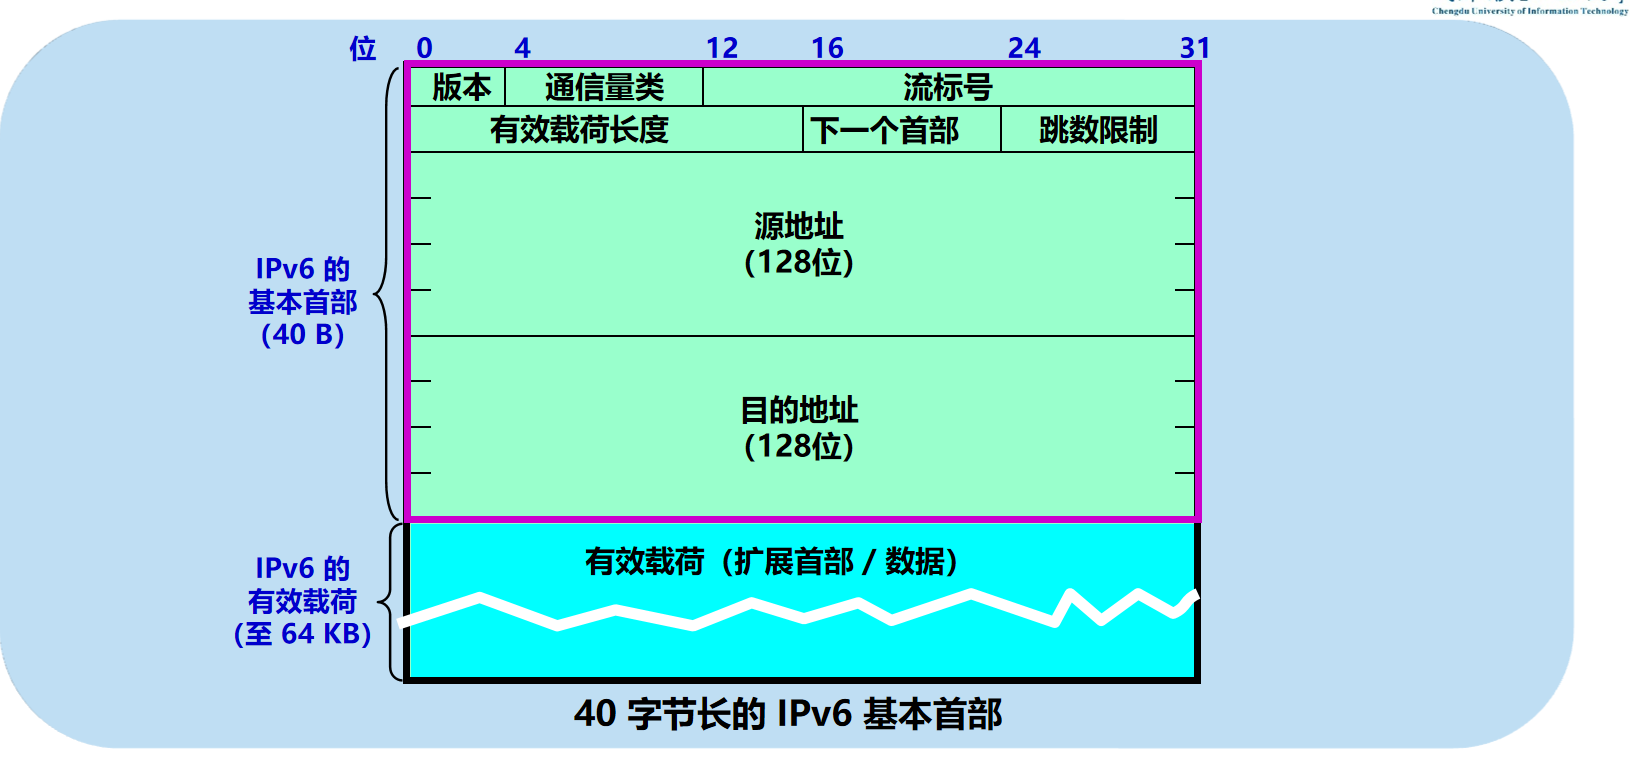 Chengdu University of Information Technology
位 0 4 12 16 24 31
版本 通信量类 流标号
有效载荷长度 下一个首部 跳数限制
源地址
(128位)
IPv6 的
基本首部
(40 B)
目的地址
(128位)
有效载荷（扩展首部 / 数据）
IPv6 的
有效载荷
(至 64 KB)
40 字节长的 IPv6 基本首部